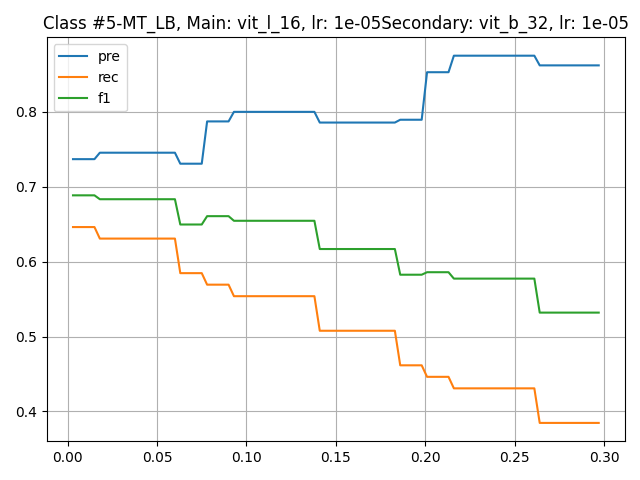 Class #5-MT_LB, Main: vit_l_16, lr: 1e-05Secondary: vit_b_32, lr: 1e-05
pre
rec
f1
0.8
0.7
0.6
0.5
0.4
0.00 0.05 0.10 0.15 0.20 0.25 0.30